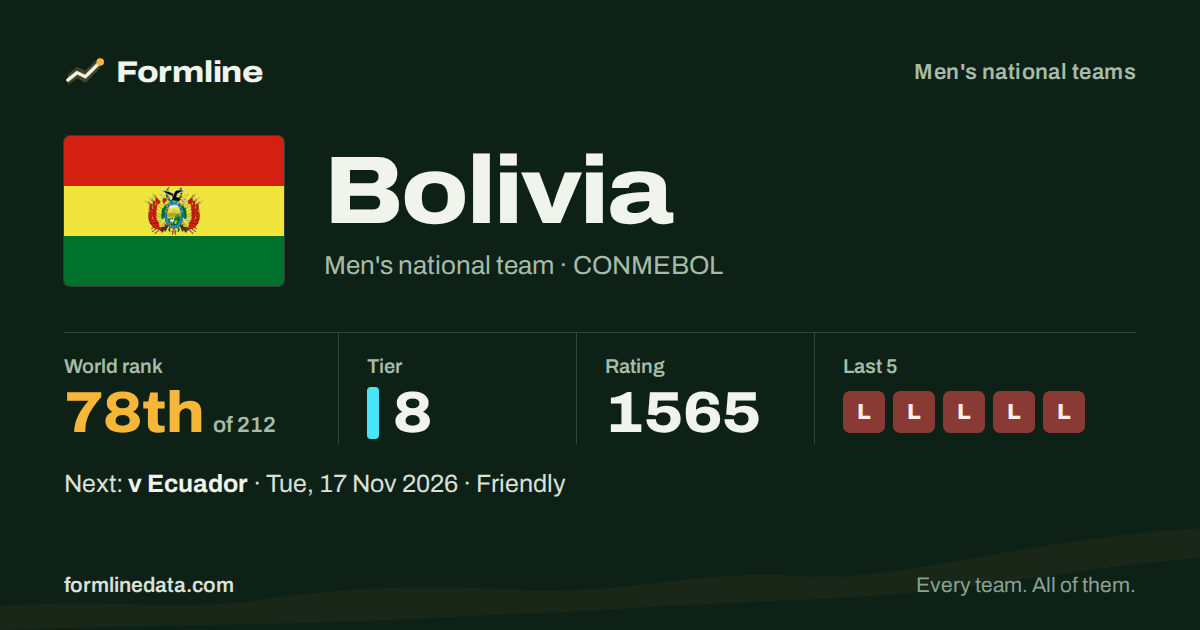 Formline
Men's national teams
Bolivia
Men's national team · CONMEBOL
World rank
78th of 212
Tier
8
Rating
1565
Last 5
L L L L L
Next: v Ecuador · Tue, 17 Nov 2026 · Friendly
formlinedata.com
Every team. All of them.